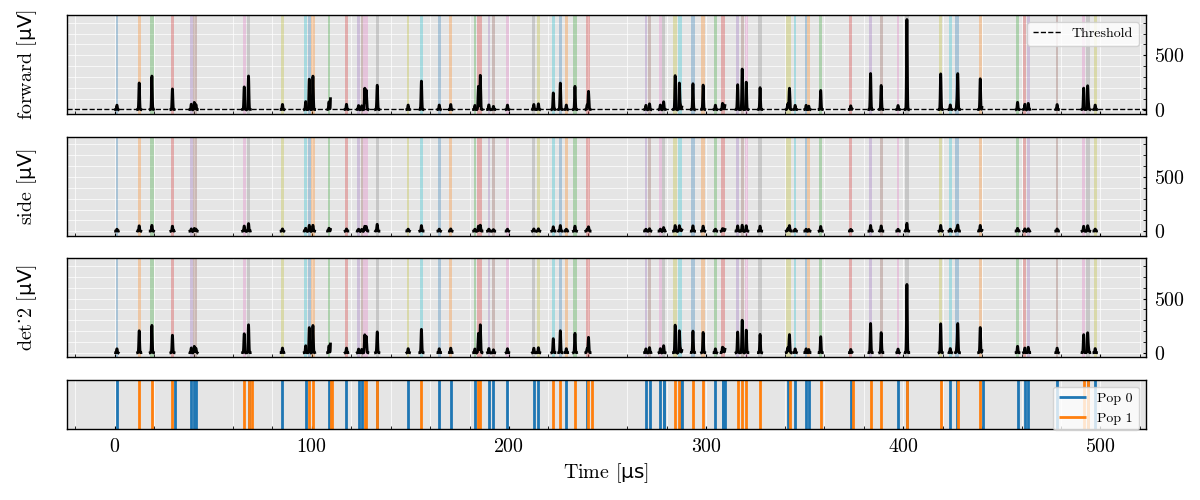 forward [μV]
Threshold
500
0
side [μV]
500
0
det˙2 [μV]
500
0
Pop 0
Pop 1
0 100 200 300 400 500
Time [μs]